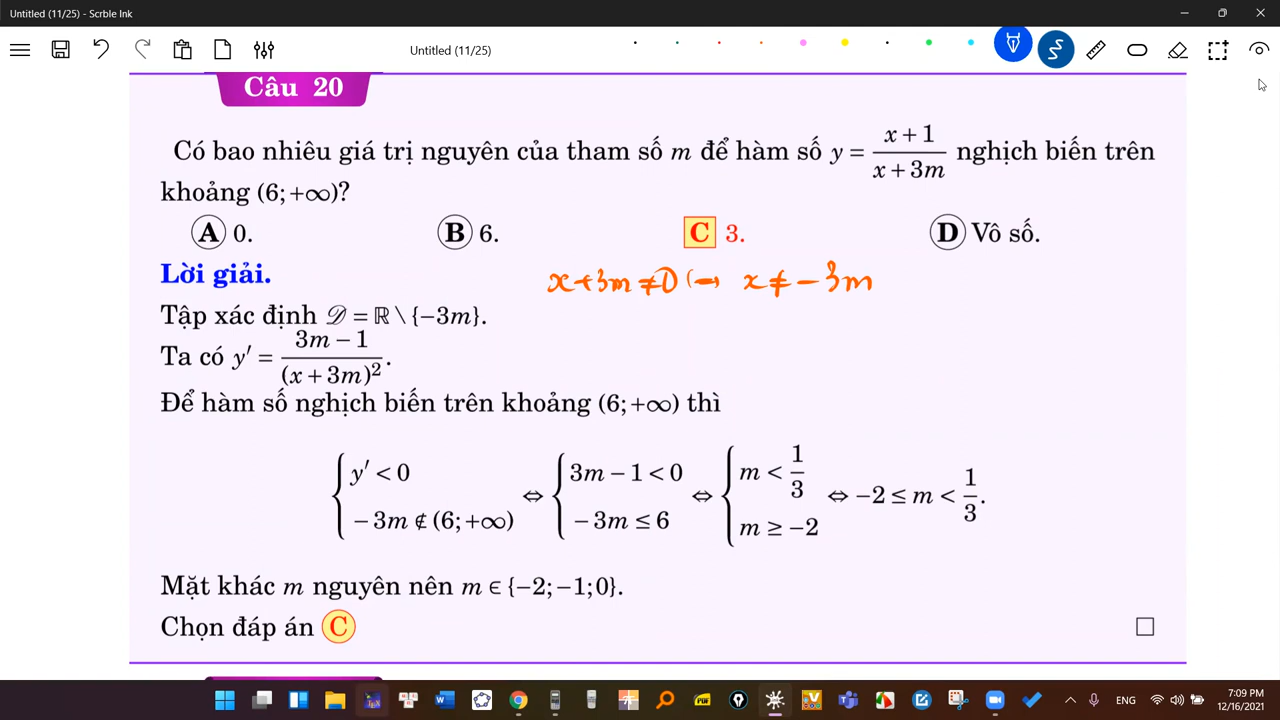 Untitled (11/25) - Scrble Ink
Untitled (11/25)
Câu 20
Có bao nhiêu giá trị nguyên của tham số m để hàm số y = (x + 1)/(x + 3m) nghịch biến trên
khoảng (6; +∞)?
A 0. B 6. C 3. D Vô số.
Lời giải.
x + 3m ≠ 0 (→ x ≠ - 3m
Tập xác định 𝒟 = ℝ \ {−3m}.
Ta có y′ = (3m − 1)/(x + 3m)².
Để hàm số nghịch biến trên khoảng (6; +∞) thì
{ y′ < 0 ; −3m ∉ (6; +∞) ⇔ { 3m − 1 < 0 ; −3m ≤ 6 ⇔ { m < 1/3 ; m ≥ −2 ⇔ −2 ≤ m < 1/3.
Mặt khác m nguyên nên m ∈ {−2; −1; 0}.
Chọn đáp án C □
ENG
7:09 PM
12/16/2021